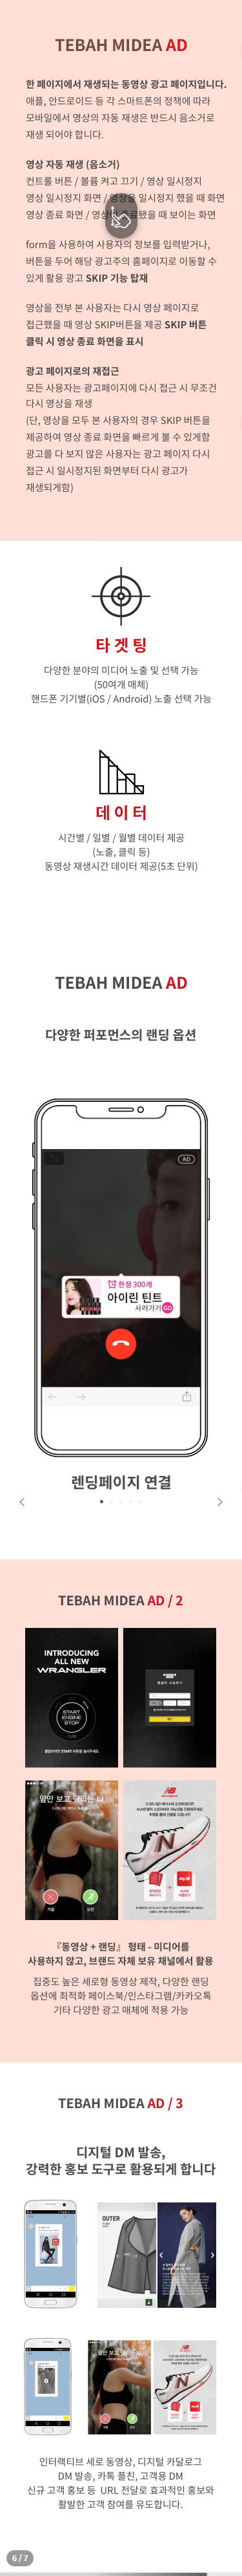 TEBAH MIDEA AD
한 페이지에서 재생되는 동영상 광고 페이지입니다.
애플, 안드로이드 등 각 스마트폰의 정책에 따라
모바일에서 영상의 자동 재생은 반드시 음소거로
재생 되어야 합니다.
영상 자동 재생 (음소거)
컨트롤 버튼 / 볼륨 켜고 끄기 / 영상 일시정지
영상 일시정지 화면 / 영상을 일시정지 했을 때 화면
영상 종료 화면 / 영상이 종료됐을 때 보이는 화면
form을 사용하여 사용자의 정보를 입력받거나,
버튼을 두어 해당 광고주의 홈페이지로 이동할 수
있게 활용 광고 SKIP 기능 탑재
영상을 전부 본 사용자는 다시 영상 페이지로
접근했을 때 영상 SKIP버튼을 제공 SKIP 버튼
클릭 시 영상 종료 화면을 표시
광고 페이지로의 재접근
모든 사용자는 광고페이지에 다시 접근 시 무조건
다시 영상을 재생
(단, 영상을 모두 본 사용자의 경우 SKIP 버튼을
제공하여 영상 종료 화면을 빠르게 볼 수 있게함
광고를 다 보지 않은 사용자는 광고 페이지 다시
접근 시 일시정지된 화면부터 다시 광고가
재생되게함)
타겟팅
다양한 분야의 미디어 노출 및 선택 가능
(50여개 매체)
핸드폰 기기별(iOS / Android) 노출 선택 가능
데이터
시간별 / 일별 / 월별 데이터 제공
(노출, 클릭 등)
동영상 재생시간 데이터 제공(5초 단위)
TEBAH MIDEA AD
다양한 퍼포먼스의 랜딩 옵션
AD
한정 300개
아이린 틴트
사러가기 GO
렌딩페이지 연결
TEBAH MIDEA AD / 2
INTRODUCING
ALL NEW
WRANGLER
START
ENGINE
STOP
앞만 보고 달리는 나
거절
도전
NB
『동영상 + 랜딩』 형태 - 미디어를
사용하지 않고, 브랜드 자체 보유 채널에서 활용
집중도 높은 세로형 동영상 제작, 다양한 랜딩
옵션에 최적화 페이스북/인스타그램/카카오톡
기타 다양한 광고 매체에 적용 가능
TEBAH MIDEA AD / 3
디지털 DM 발송,
강력한 홍보 도구로 활용되게 합니다
OUTER
인터랙티브 세로 동영상, 디지털 카달로그
DM 발송, 카톡 플친, 고객용 DM
신규 고객 홍보 등 URL 전달로 효과적인 홍보와
활발한 고객 참여를 유도합니다.
6 / 7